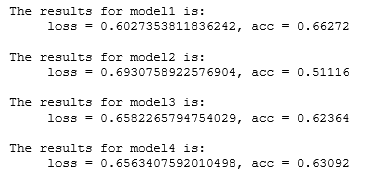 The results for model1 is:
loss = 0.6027353811836242, acc = 0.66272
The results for model2 is:
loss = 0.6930758922576904, acc = 0.51116
The results for model3 is:
loss = 0.6582265794754029, acc = 0.62364
The results for model4 is:
loss = 0.6563407592010498, acc = 0.63092